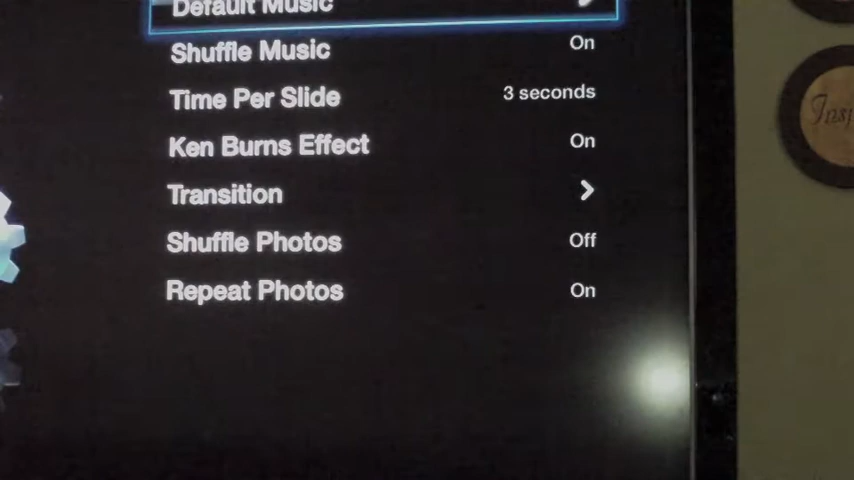 Default Music
Shuffle Music On
Time Per Slide 3 seconds
Ken Burns Effect On
Transition >
Shuffle Photos Off
Repeat Photos On